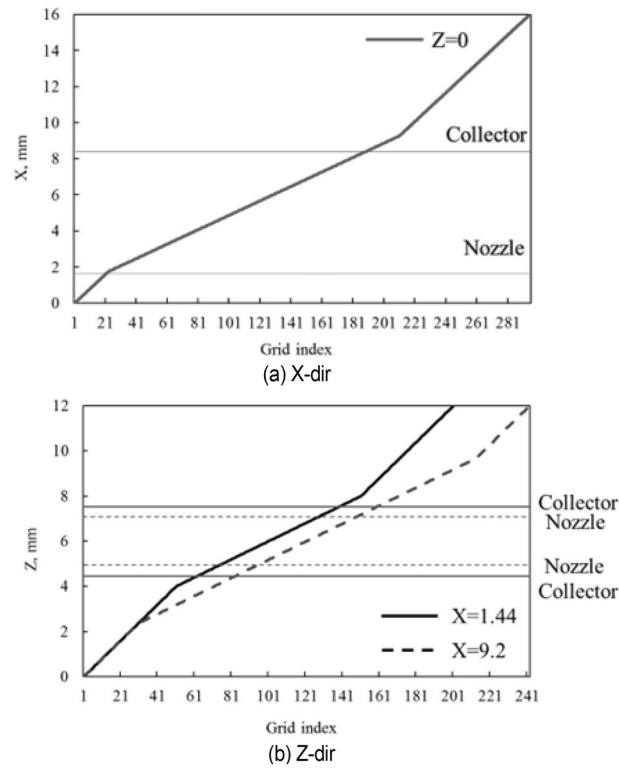 16
Z=0
14
12
10
Collector
8
X, mm
6
4
Nozzle
2
0
1 21 41 61 81 101 121 141 161 181 201 221 241 261 281
Grid index
(a) X-dir
12
10
8
Collector
Nozzle
6
Z, mm
Nozzle
4
Collector
X=1.44
2
X=9.2
0
1 21 41 61 81 101 121 141 161 181 201 221 241
Grid index
(b) Z-dir